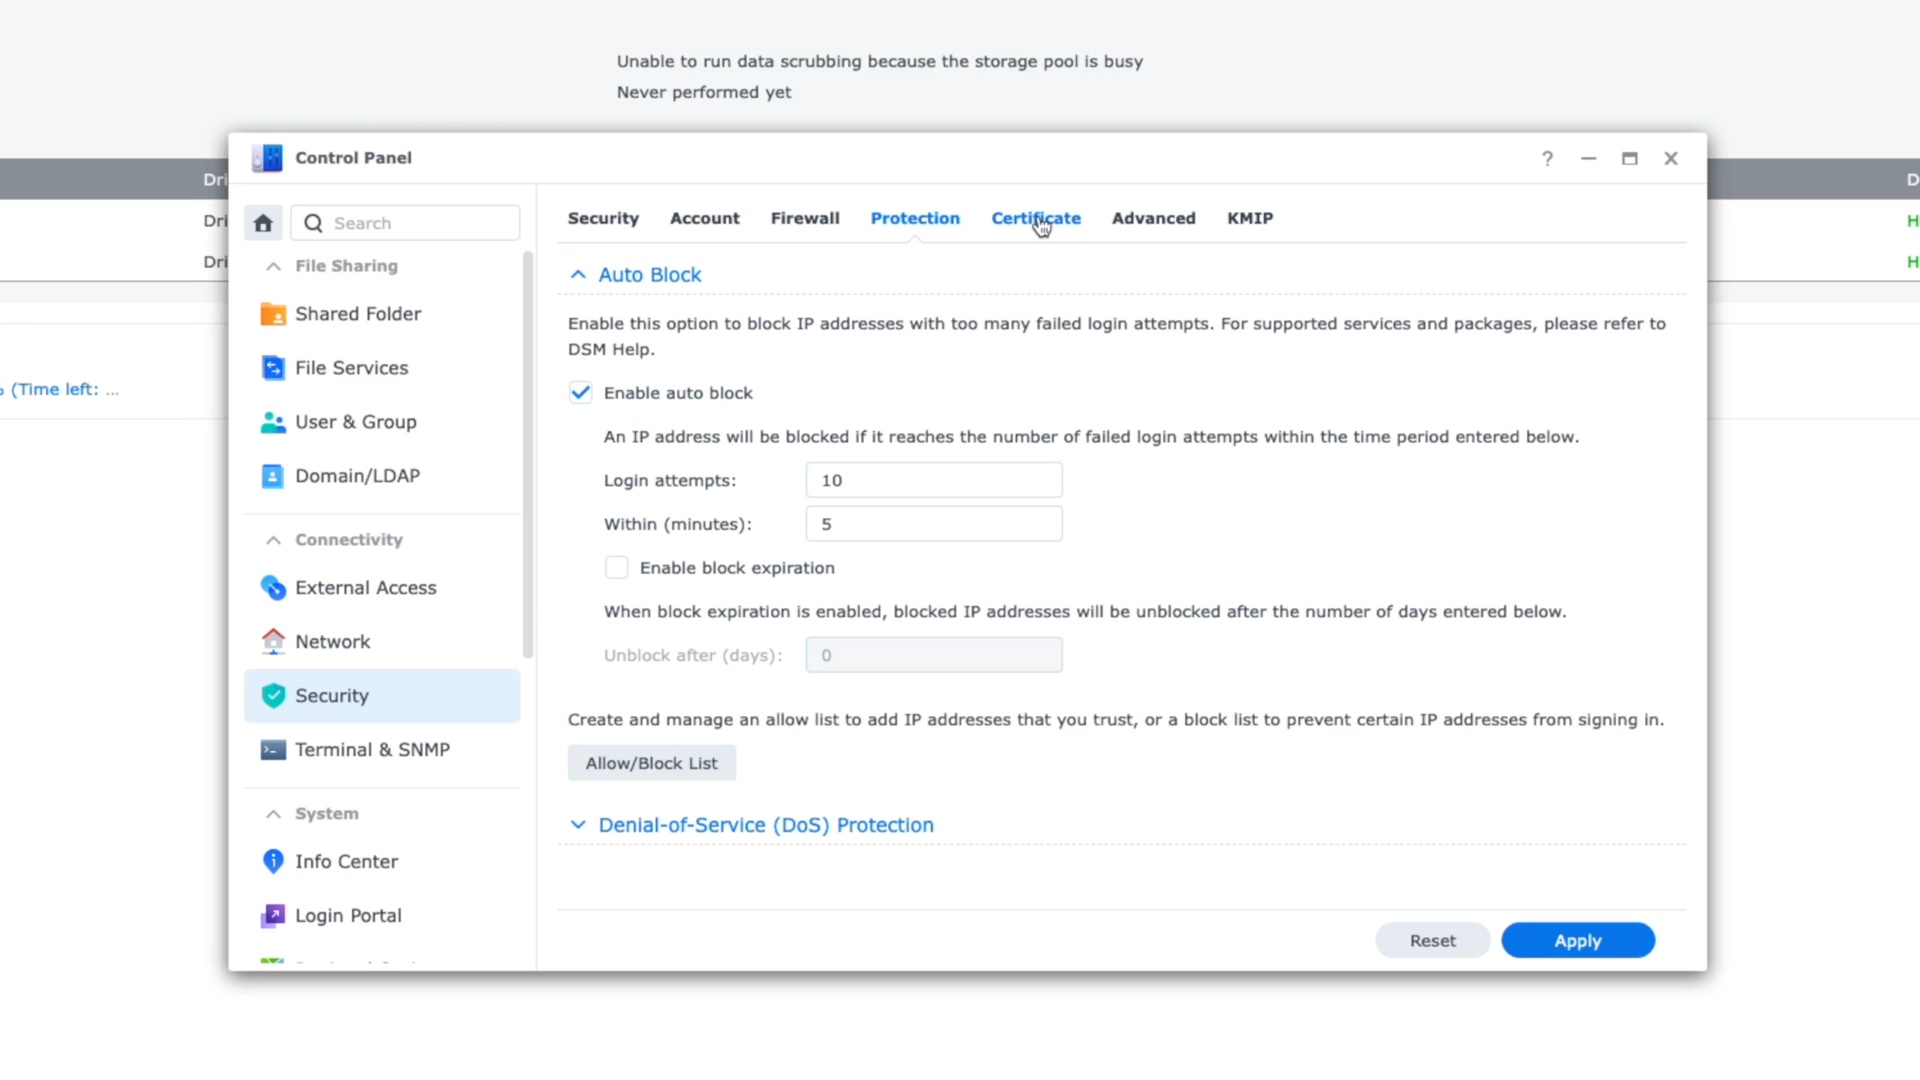 Unable to run data scrubbing because the storage pool is busy
Never performed yet
Control Panel
Dri
D
Search
Security Account Firewall Protection Certificate Advanced KMIP
Dri
H
File Sharing
Auto Block
Dri
H
Shared Folder
Enable this option to block IP addresses with too many failed login attempts. For supported services and packages, please refer to
DSM Help.
File Services
(Time left: ...
Enable auto block
User & Group
An IP address will be blocked if it reaches the number of failed login attempts within the time period entered below.
Domain/LDAP
Login attempts: 10
Within (minutes): 5
Connectivity
Enable block expiration
External Access
When block expiration is enabled, blocked IP addresses will be unblocked after the number of days entered below.
Network
Unblock after (days): 0
Security
Create and manage an allow list to add IP addresses that you trust, or a block list to prevent certain IP addresses from signing in.
Terminal & SNMP
Allow/Block List
System
Denial-of-Service (DoS) Protection
Info Center
Login Portal
Reset Apply